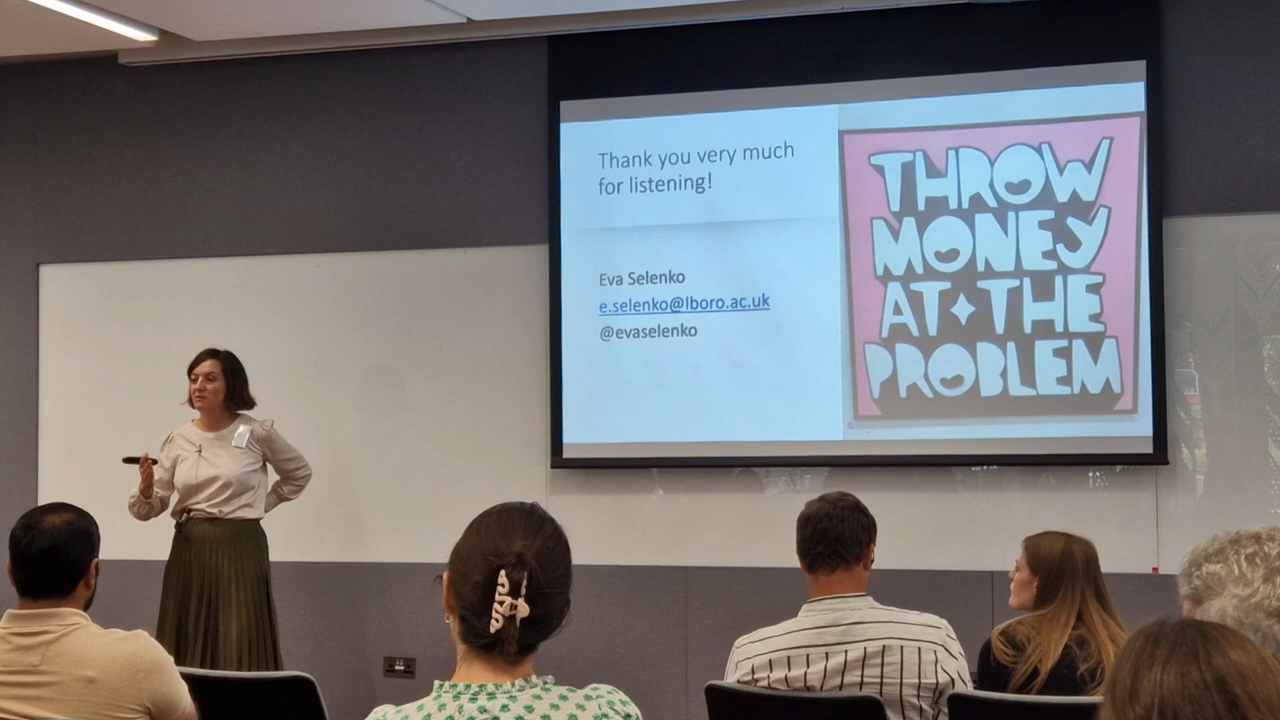 Thank you very much
for listening!
Eva Selenko
e.selenko@lboro.ac.uk
@evaselenko
THROW
MONEY
AT THE
PROBLEM